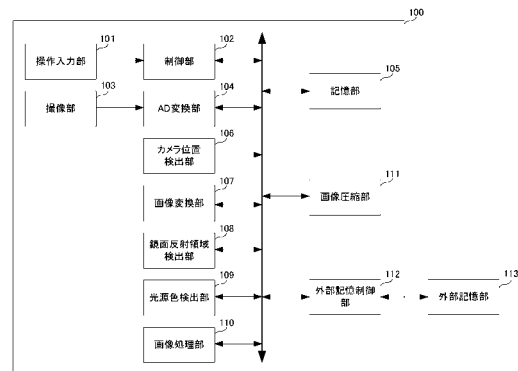 100
101
操作入力部
102
制御部
103
撮像部
104
AD変換部
105
記憶部
106
カメラ位置
検出部
107
画像変換部
111
画像圧縮部
108
鏡面反射領域
検出部
109
光源色検出部
112
外部記憶制御
部
113
外部記憶部
110
画像処理部